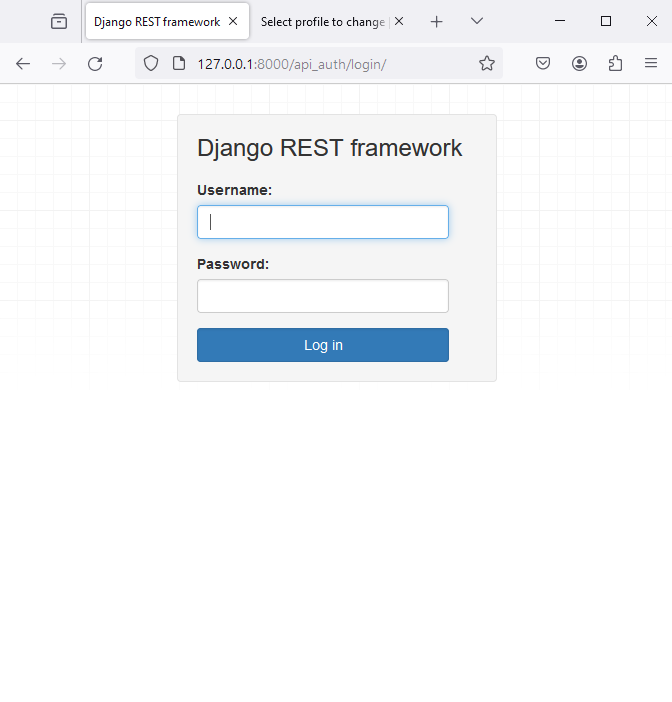 Django REST framework
Select profile to change
127.0.0.1:8000/api_auth/login/
Django REST framework
Username:
Password:
Log in